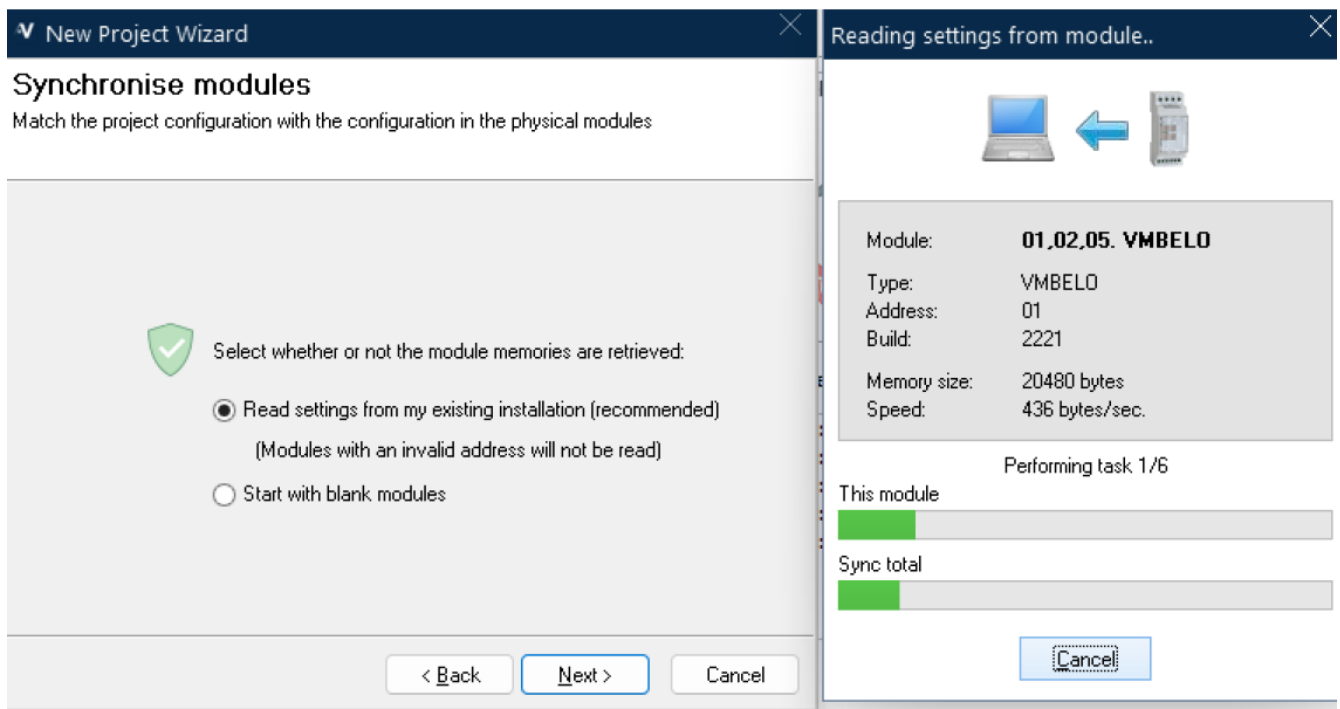 New Project Wizard
Synchronise modules
Match the project configuration with the configuration in the physical modules
Select whether or not the module memories are retrieved:
Read settings from my existing installation (recommended)
(Modules with an invalid address will not be read)
Start with blank modules
< Back
Next >
Cancel
Reading settings from module..
Module: 01,02,05. VMBELO
Type: VMBELO
Address: 01
Build: 2221
Memory size: 20480 bytes
Speed: 436 bytes/sec.
Performing task 1/6
This module
Sync total
Cancel